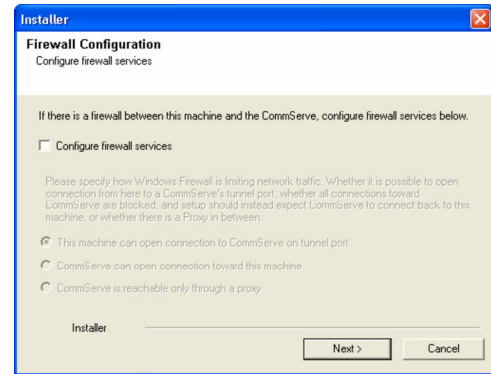 Installer
Firewall Configuration
Configure firewall services
If there is a firewall between this machine and the CommServe, configure firewall services below.
Configure firewall services
Please specify how Windows Firewall is limiting network traffic. Whether it is possible to open
connection from here to a CommServe's tunnel port, whether all connections toward
CommServe are blocked, and setup should instead expect CommServe to connect back to this
machine, or whether there is a Proxy in between.
This machine can open connection to CommServe on tunnel port
CommServe can open connection toward this machine
CommServe is reachable only through a proxy
Installer
Next >
Cancel